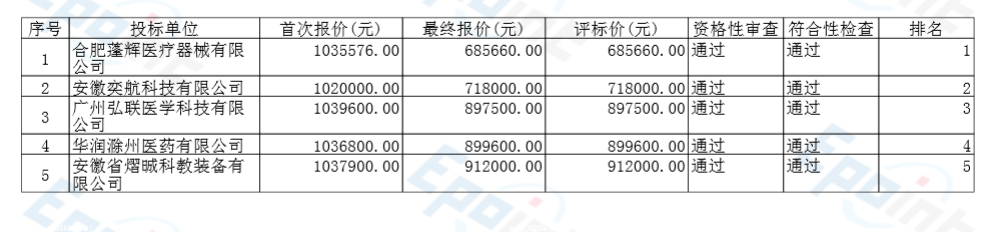 序号 投标单位 首次报价(元) 最终报价(元) 评标价(元) 资格性审查 符合性检查 排名
1 合肥蓬辉医疗器械有限公司 1035576.00 685660.00 685660.00 通过 通过 1
2 安徽奕航科技有限公司 1020000.00 718000.00 718000.00 通过 通过 2
3 广州弘联医学科技有限公司 1039600.00 897500.00 897500.00 通过 通过 3
4 华润滁州医药有限公司 1036800.00 899600.00 899600.00 通过 通过 4
5 安徽省熠晠科教装备有限公司 1037900.00 912000.00 912000.00 通过 通过 5
Epoint